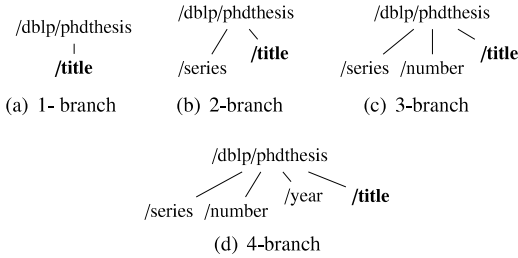 /dblp/phdthesis
/title
(a) 1- branch
/dblp/phdthesis
/series
/title
(b) 2-branch
/dblp/phdthesis
/series /number
/title
(c) 3-branch
/dblp/phdthesis
/series /number
/year
/title
(d) 4-branch